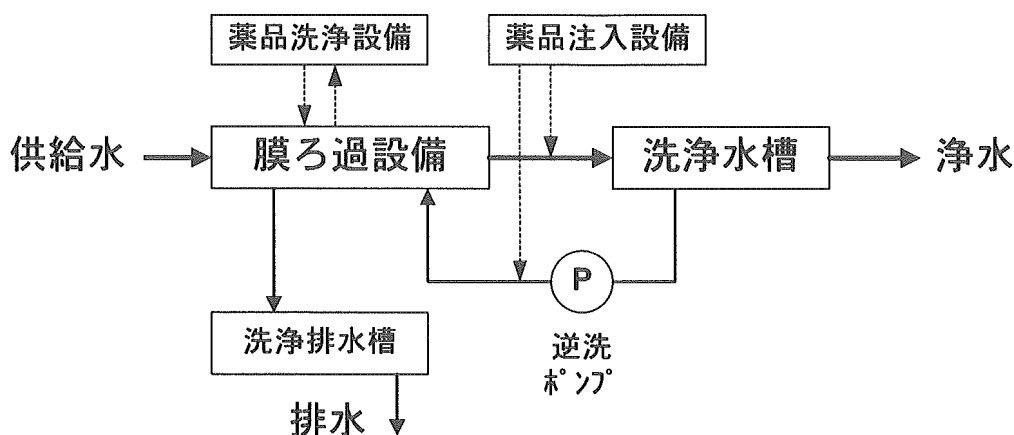 薬品洗浄設備
薬品注入設備
供給水
膜ろ過設備
洗浄水槽
浄水
P
逆洗
ﾎﾟﾝﾌﾟ
洗浄排水槽
排水